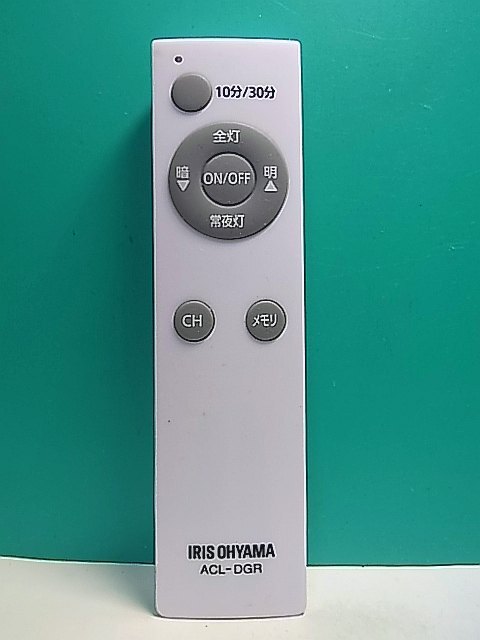 10分/30分
全灯
暗 ON/OFF 明
常夜灯
CH メモリ
IRIS OHYAMA
ACL-DGR